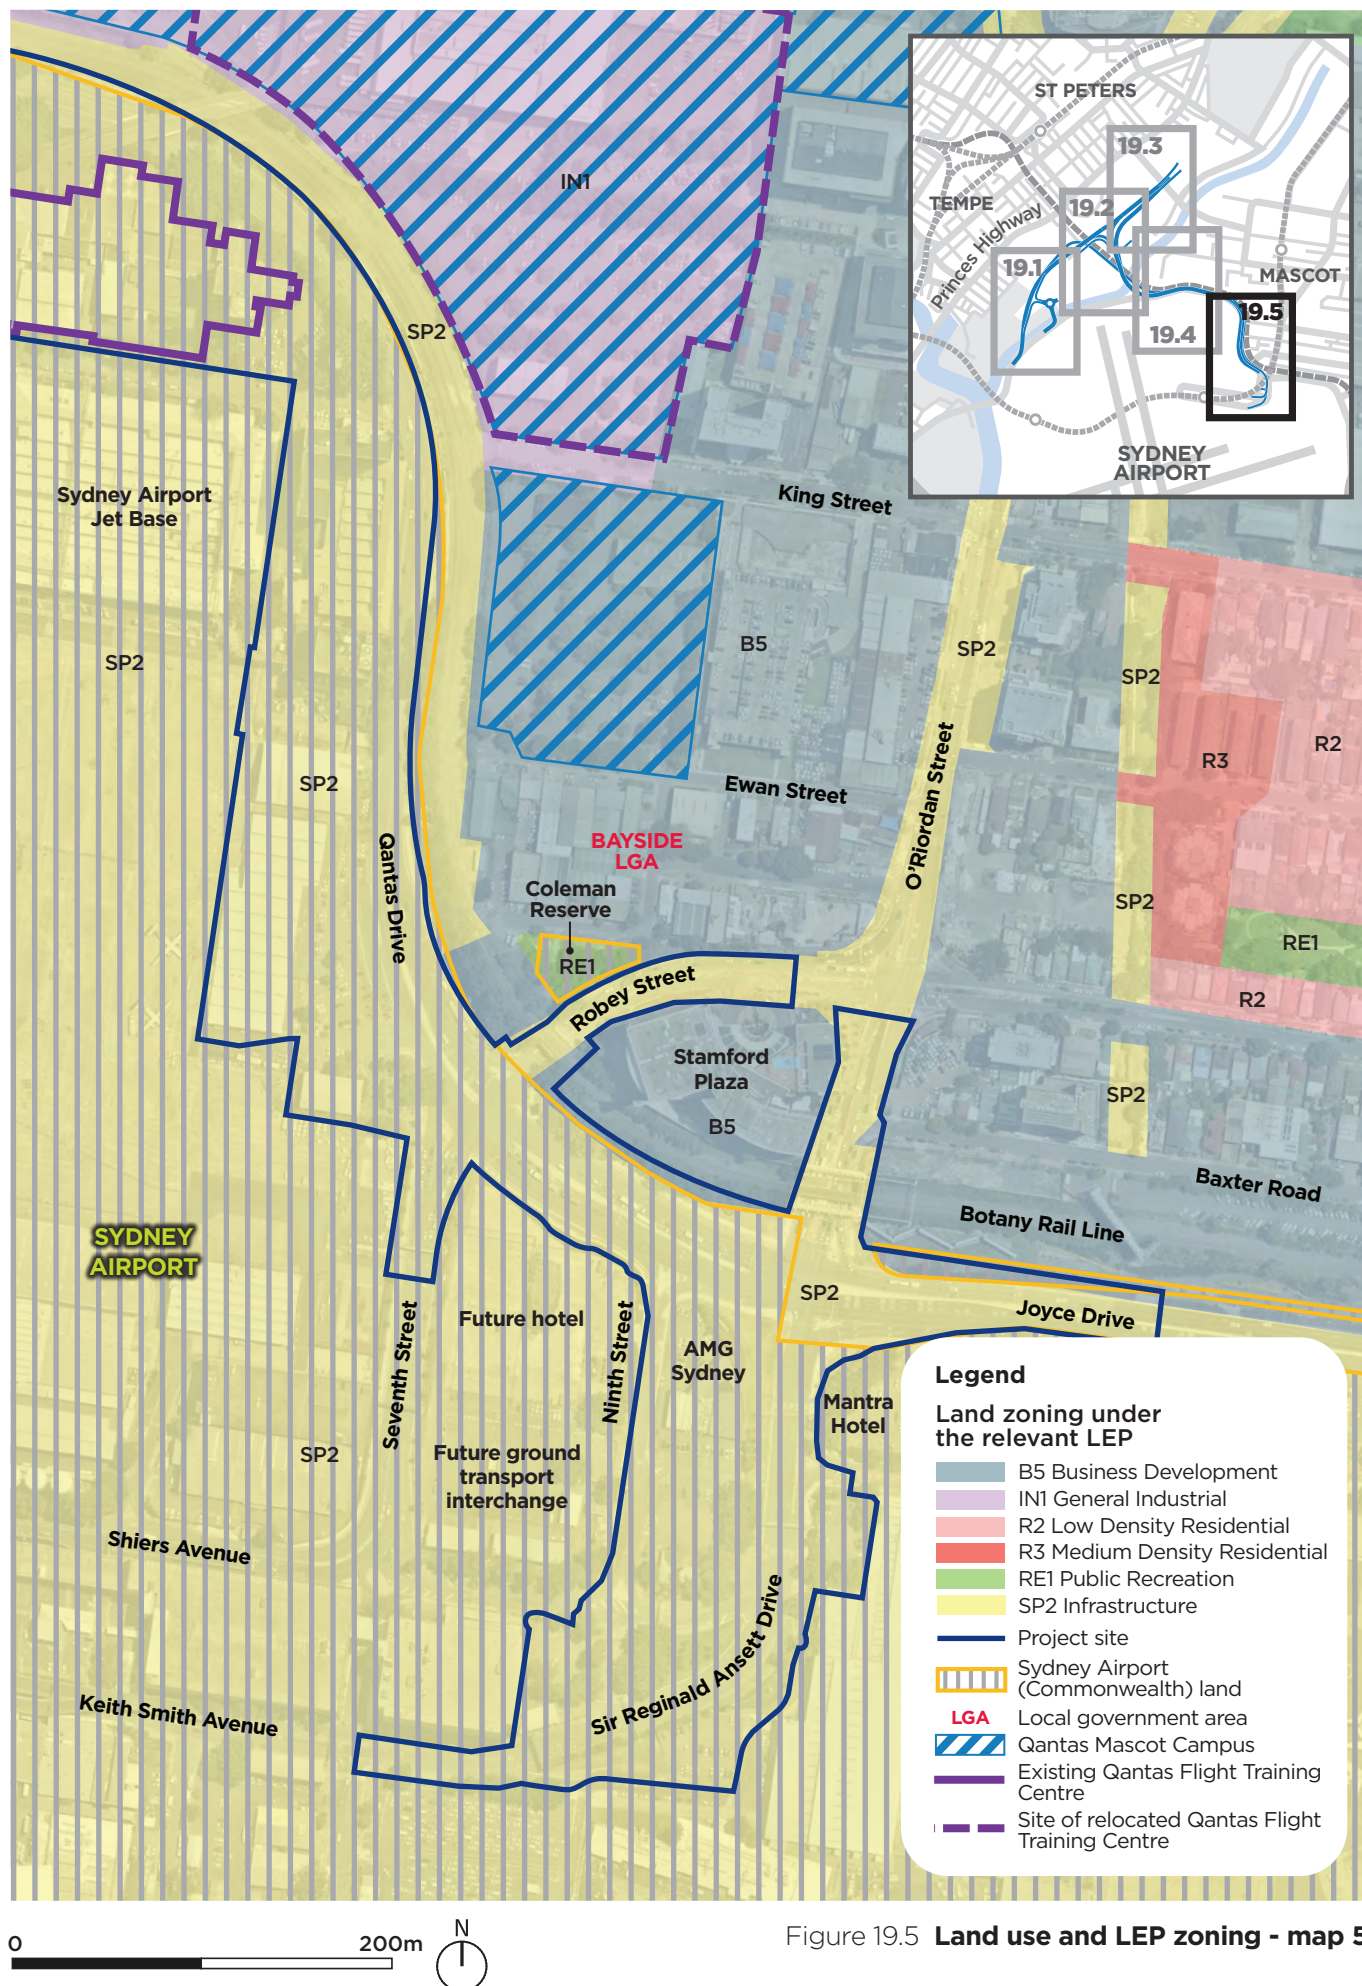 ST PETERS
19.3
TEMPE
19.2
Princes Highway
19.1
MASCOT
19.5
19.4
SYDNEY
AIRPORT
IN1
SP2
Sydney Airport
Jet Base
King Street
SP2
B5
SP2
SP2
R3
R2
SP2
Ewan Street
O'Riordan Street
BAYSIDE
LGA
Qantas Drive
Coleman
Reserve
RE1
SP2
RE1
R2
Robey Street
Stamford
Plaza
B5
SP2
Baxter Road
Botany Rail Line
SYDNEY
AIRPORT
SP2
Joyce Drive
Future hotel
Seventh Street
Ninth Street
AMG
Sydney
Mantra
Hotel
SP2
Future ground
transport
interchange
Shiers Avenue
Sir Reginald Ansett Drive
Keith Smith Avenue
Legend
Land zoning under
the relevant LEP
B5 Business Development
IN1 General Industrial
R2 Low Density Residential
R3 Medium Density Residential
RE1 Public Recreation
SP2 Infrastructure
Project site
Sydney Airport
(Commonwealth) land
LGA Local government area
Qantas Mascot Campus
Existing Qantas Flight Training
Centre
Site of relocated Qantas Flight
Training Centre
0 200m
N
Figure 19.5 Land use and LEP zoning - map 5